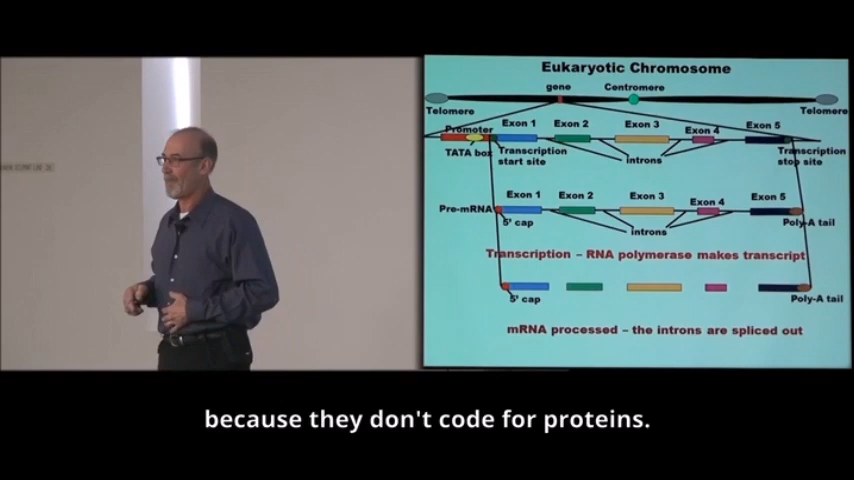 Eukaryotic Chromosome
gene
Centromere
Telomere
Telomere
Promoter
Exon 1
Exon 2
Exon 3
Exon 4
Exon 5
TATA box
Transcription
start site
introns
Transcription
stop site
Exon 1
Exon 2
Exon 3
Exon 4
Exon 5
Pre-mRNA
5' cap
introns
Poly-A tail
Transcription – RNA polymerase makes transcript
5' cap
Poly-A tail
mRNA processed – the introns are spliced out
because they don't code for proteins.